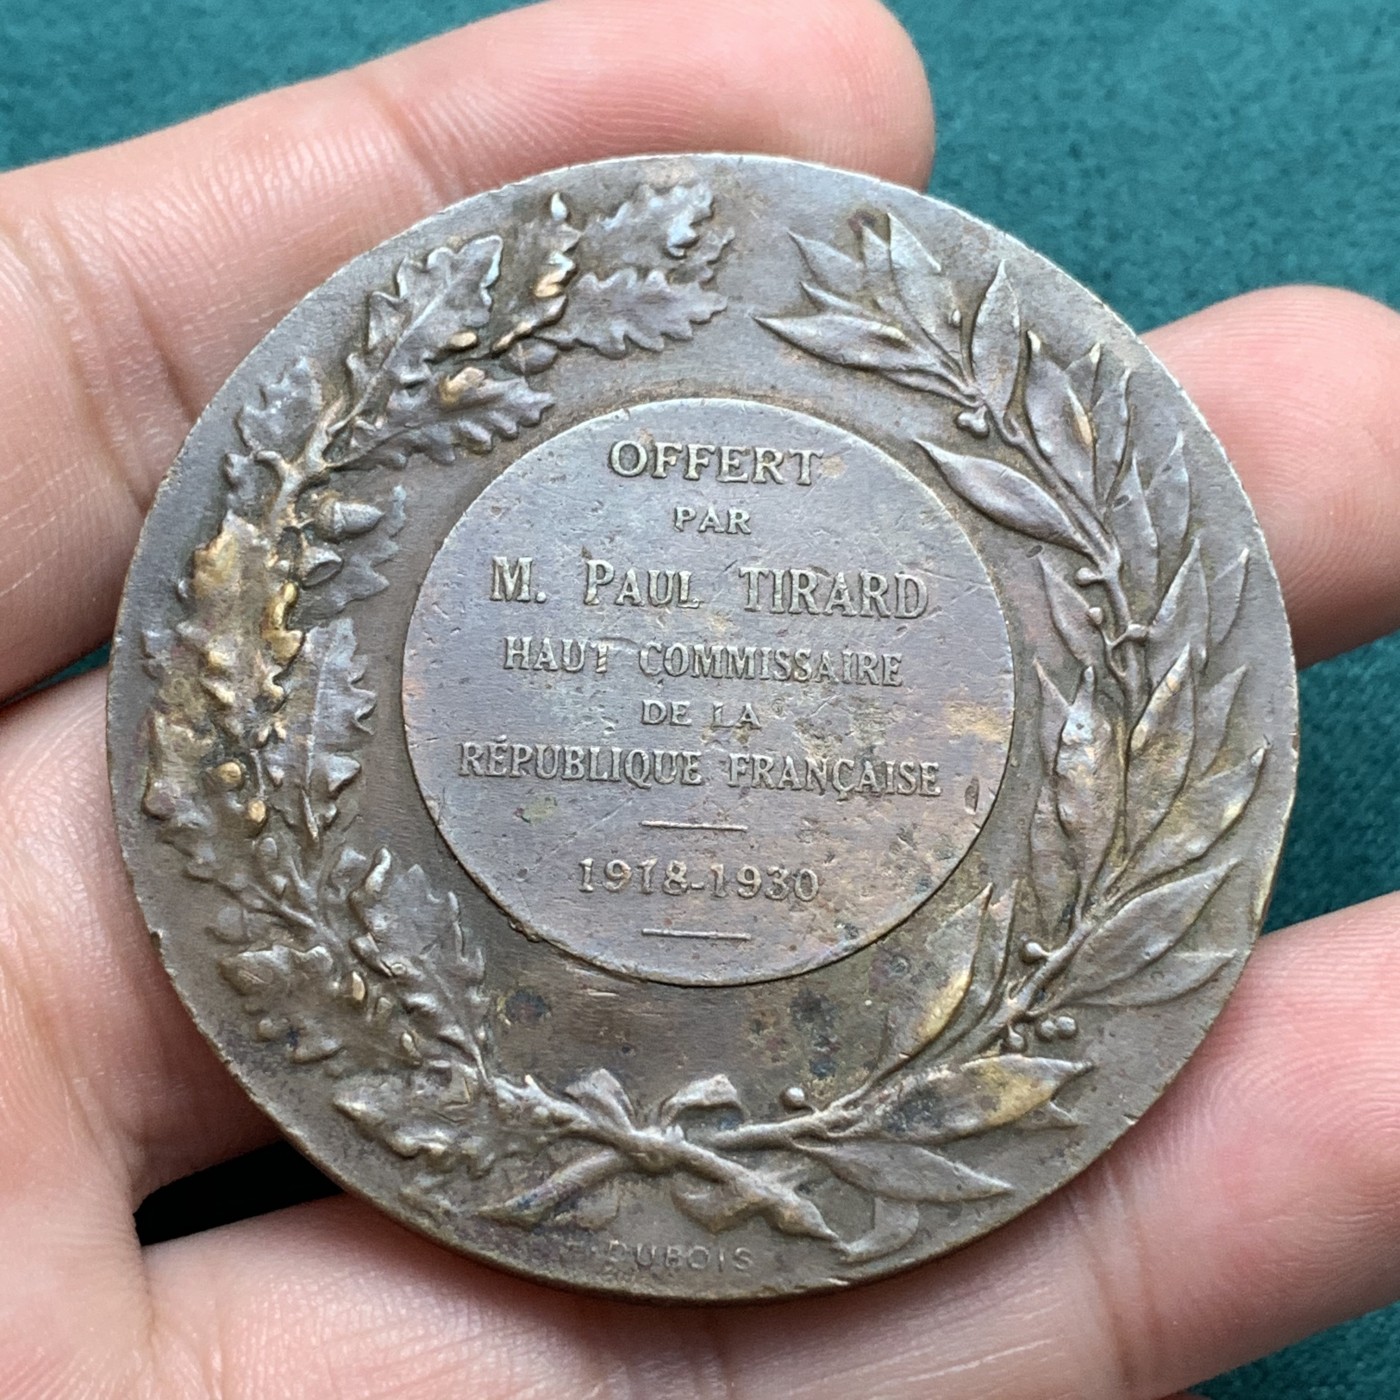 OFFERT
PAR
M. PAUL TIRARD
HAUT COMMISSAIRE
DE LA
RÉPUBLIQUE FRANÇAISE
1918-1930
DUBOIS